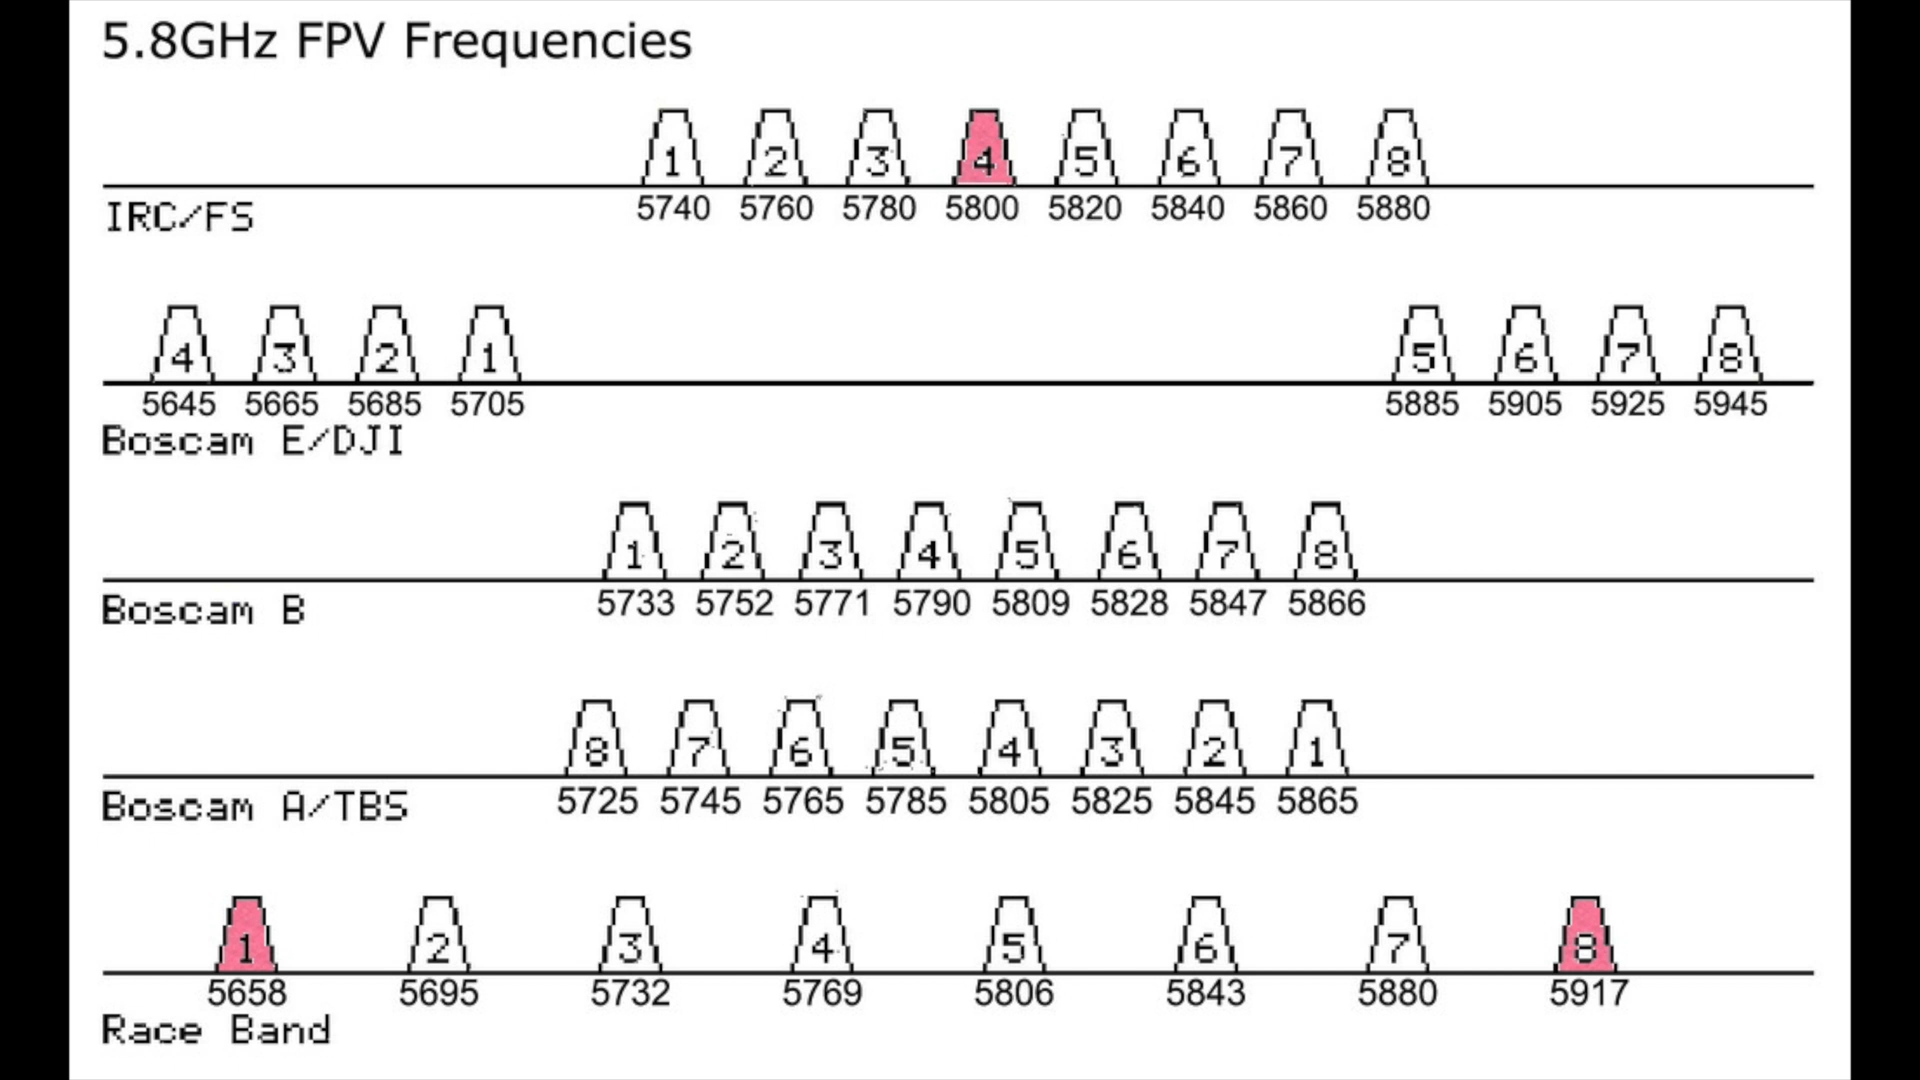 5.8GHz FPV Frequencies
1 2 3 4 5 6 7 8
5740 5760 5780 5800 5820 5840 5860 5880
IRC/FS
4 3 2 1 5 6 7 8
5645 5665 5685 5705 5885 5905 5925 5945
Boscam E/DJI
1 2 3 4 5 6 7 8
5733 5752 5771 5790 5809 5828 5847 5866
Boscam B
8 7 6 5 4 3 2 1
5725 5745 5765 5785 5805 5825 5845 5865
Boscam A/TBS
1 2 3 4 5 6 7 8
5658 5695 5732 5769 5806 5843 5880 5917
Race Band